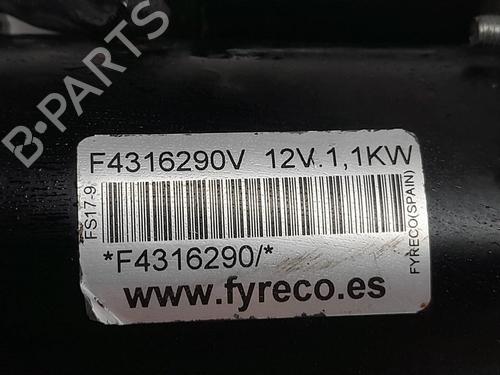 B-PARTS
F4316290V 12V.1,1KW
FS17-9
FYRECO(SPAIN)
*F4316290/*
www.fyreco.es